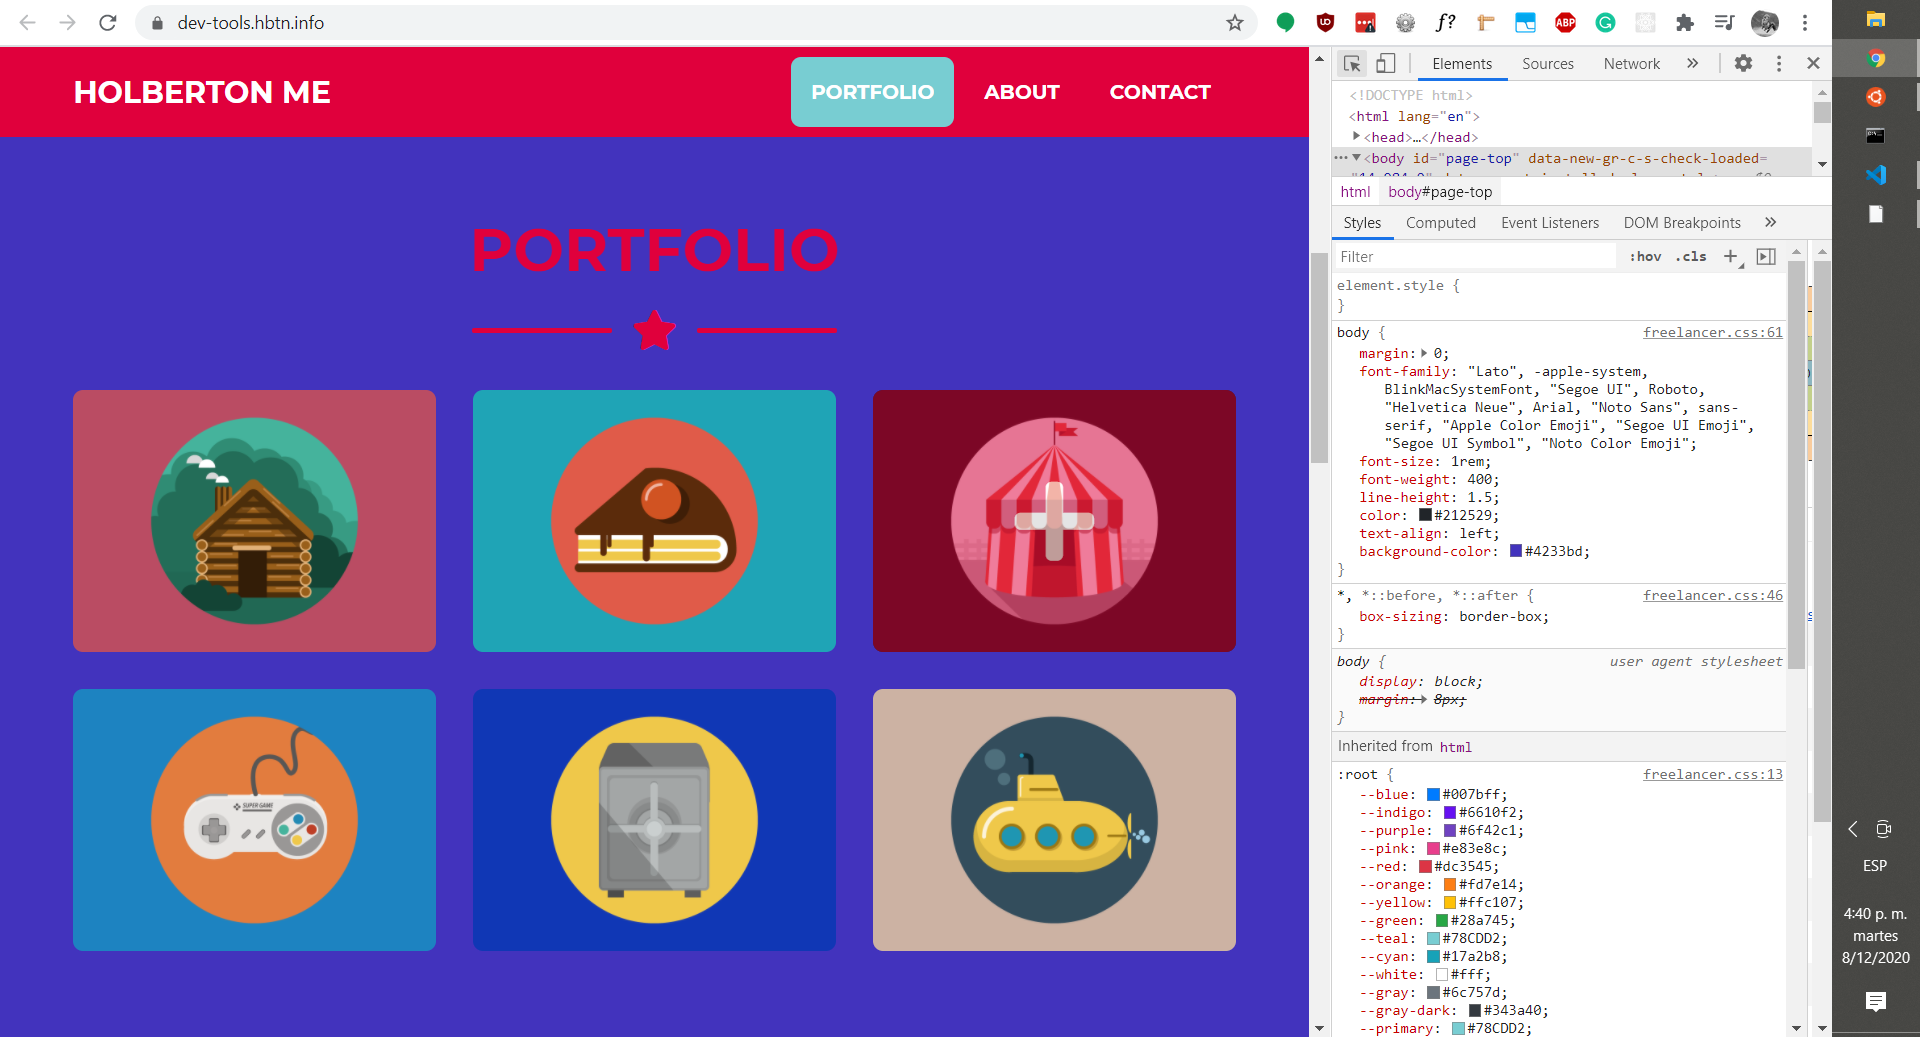 dev-tools.hbtn.info
HOLBERTON ME
PORTFOLIO
ABOUT
CONTACT
PORTFOLIO
SUPER GAME
Elements
Sources
Network
<!DOCTYPE html>
<html lang="en">
<head>…</head>
<body id="page-top" data-new-gr-c-s-check-loaded=
html
body#page-top
Styles
Computed
Event Listeners
DOM Breakpoints
Filter
:hov
.cls
element.style {
}
body {
freelancer.css:61
margin: 0;
font-family: "Lato", -apple-system,
BlinkMacSystemFont, "Segoe UI", Roboto,
"Helvetica Neue", Arial, "Noto Sans", sans-
serif, "Apple Color Emoji", "Segoe UI Emoji",
"Segoe UI Symbol", "Noto Color Emoji";
font-size: 1rem;
font-weight: 400;
line-height: 1.5;
color: #212529;
text-align: left;
background-color: #4233bd;
}
*, *::before, *::after {
freelancer.css:46
box-sizing: border-box;
}
body {
user agent stylesheet
display: block;
margin: 8px;
}
Inherited from html
:root {
freelancer.css:13
--blue: #007bff;
--indigo: #6610f2;
--purple: #6f42c1;
--pink: #e83e8c;
--red: #dc3545;
--orange: #fd7e14;
--yellow: #ffc107;
--green: #28a745;
--teal: #78CDD2;
--cyan: #17a2b8;
--white: #fff;
--gray: #6c757d;
--gray-dark: #343a40;
--primary: #78CDD2;
ESP
4:40 p. m.
martes
8/12/2020
f?
ABP